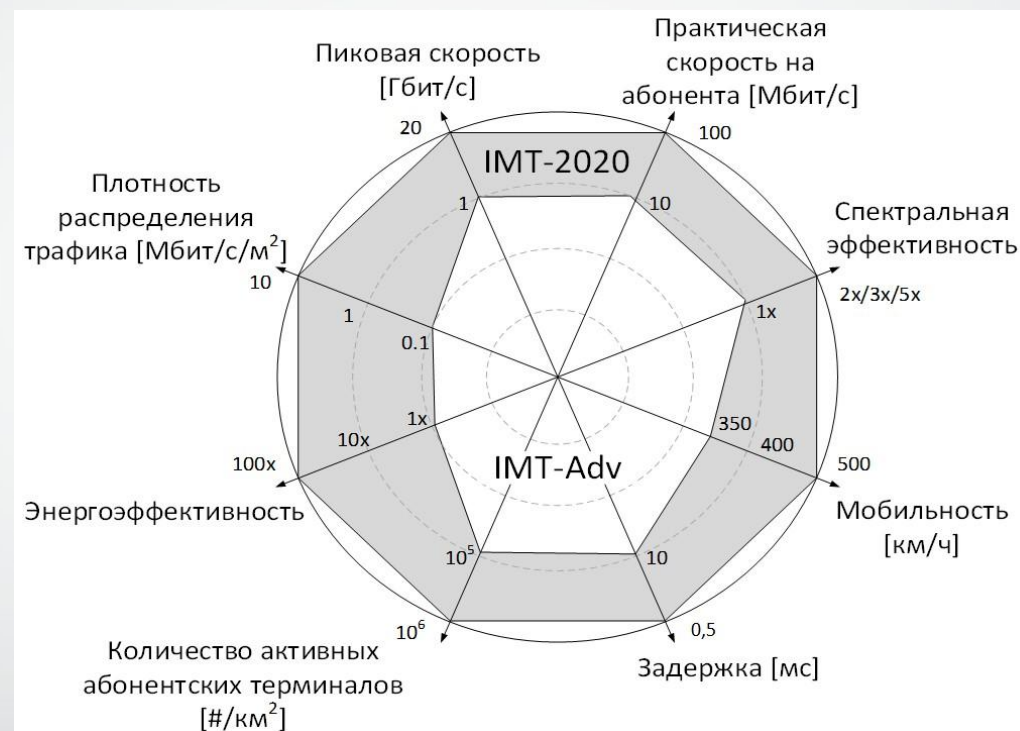 Пиковая скорость
[Гбит/с]
Практическая
скорость на
абонента [Мбит/с]
20
100
IMT-2020
Плотность
распределения
трафика [Мбит/с/м²]
1
10
Спектральная
эффективность
10
1
0.1
1x
2x/3x/5x
1x
10x
100x
350
400
500
Энергоэффективность
IMT-Adv
Мобильность
[км/ч]
10⁵
10
10⁶
0,5
Количество активных
абонентских терминалов
[#/км²]
Задержка [мс]